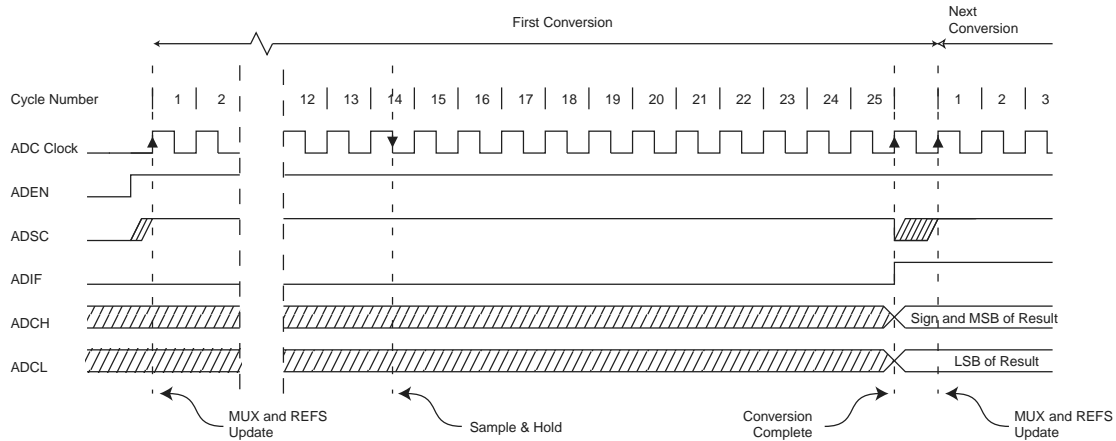 First Conversion
Next
Conversion
Cycle Number 1 2 12 13 14 15 16 17 18 19 20 21 22 23 24 25 1 2 3
ADC Clock
ADEN
ADSC
ADIF
ADCH Sign and MSB of Result
ADCL LSB of Result
MUX and REFS
Update
Sample & Hold
Conversion
Complete
MUX and REFS
Update